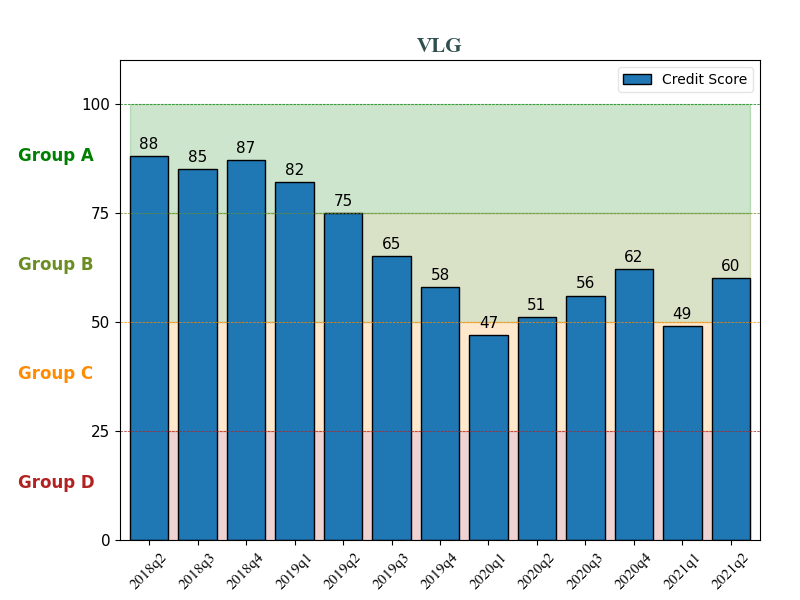 VLG
Credit Score
100
Group A
88
85
87
82
75
75
Group B
65
58
62
60
56
51
50
47
49
Group C
25
Group D
0
2018q2
2018q3
2018q4
2019q1
2019q2
2019q3
2019q4
2020q1
2020q2
2020q3
2020q4
2021q1
2021q2